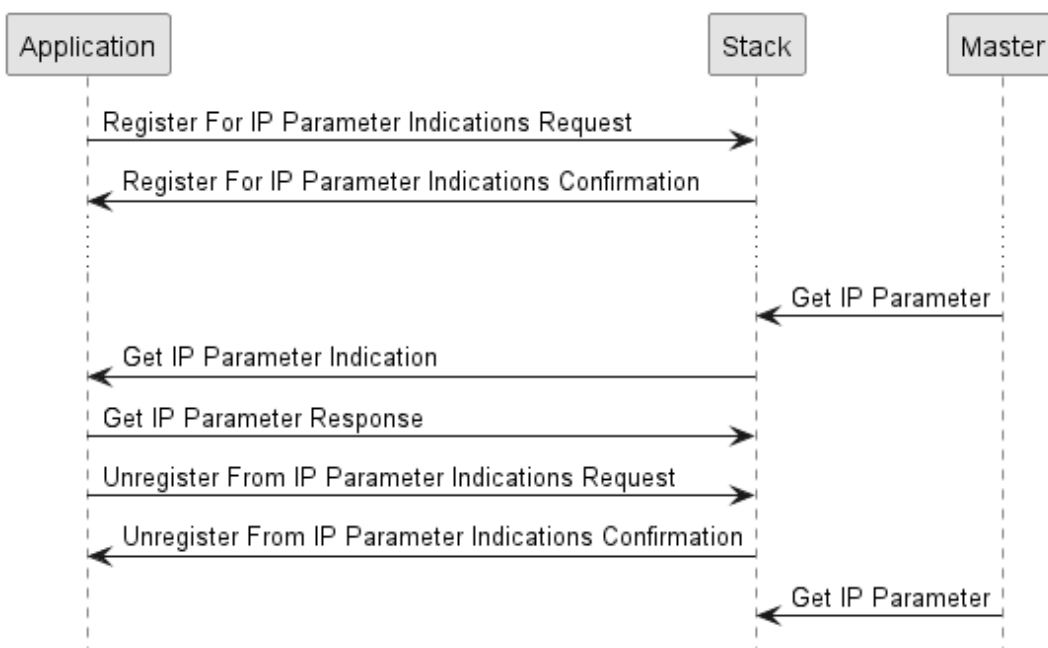 Application
Stack
Master
Register For IP Parameter Indications Request
Register For IP Parameter Indications Confirmation
Get IP Parameter
Get IP Parameter Indication
Get IP Parameter Response
Unregister From IP Parameter Indications Request
Unregister From IP Parameter Indications Confirmation
Get IP Parameter